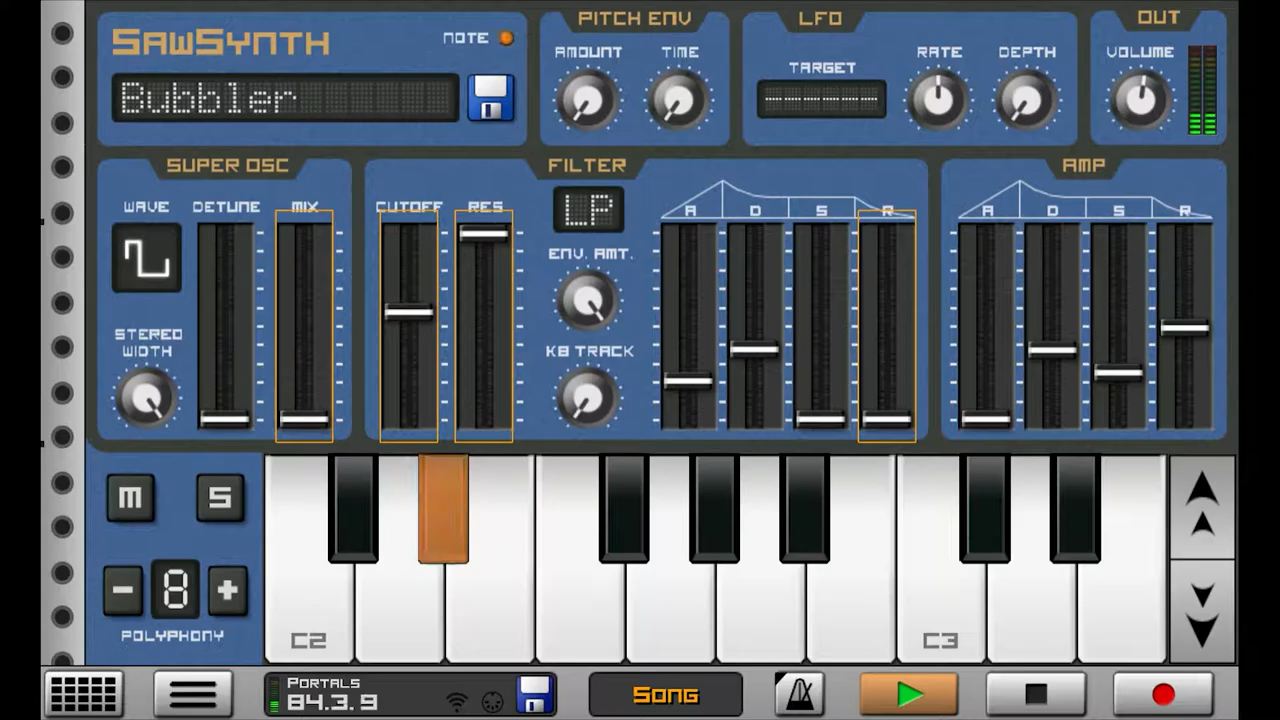 SawSynth
NOTE
Bubbler
PITCH ENV
AMOUNT
TIME
LFO
TARGET
-------
RATE
DEPTH
OUT
VOLUME
SUPER OSC
WAVE
DETUNE
MIX
STEREO
WIDTH
FILTER
CUTOFF
RES
LP
ENV. AMT.
KB TRACK
A
D
S
R
AMP
A
D
S
R
M
S
-
8
+
POLYPHONY
C2
C3
PORTALS
84.3.9
Song